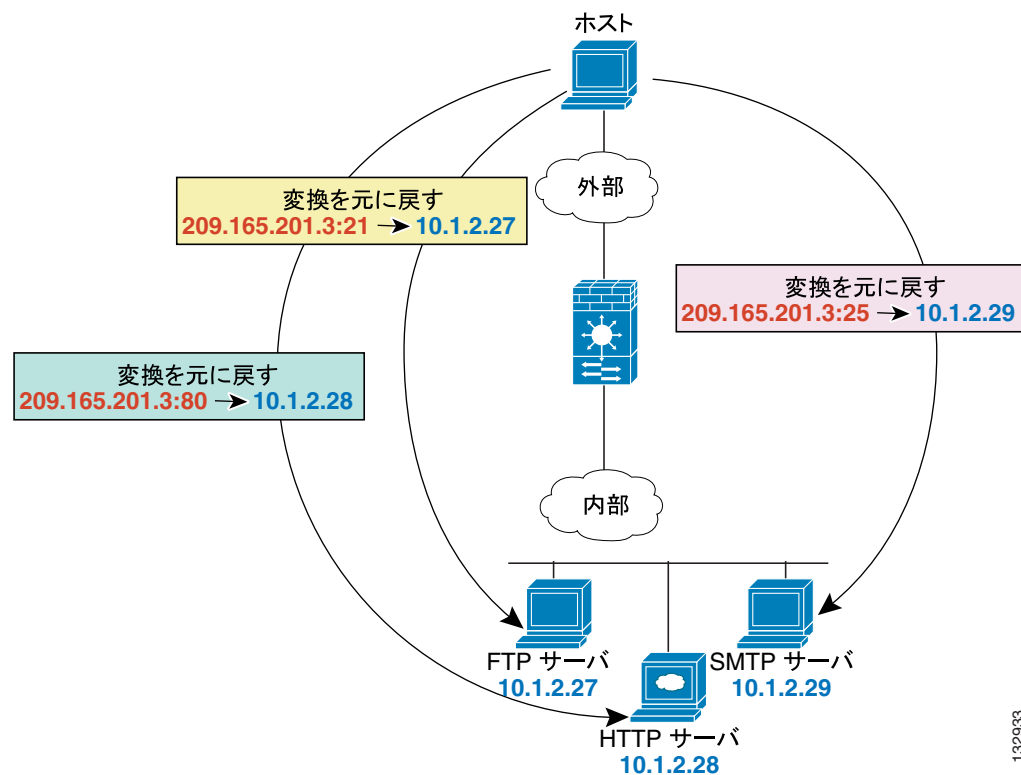 ホスト
外部
変換を元に戻す
209.165.201.3:21 → 10.1.2.27
変換を元に戻す
209.165.201.3:25 → 10.1.2.29
変換を元に戻す
209.165.201.3:80 → 10.1.2.28
内部
FTP サーバ
10.1.2.27
SMTP サーバ
10.1.2.29
HTTP サーバ
10.1.2.28
132933